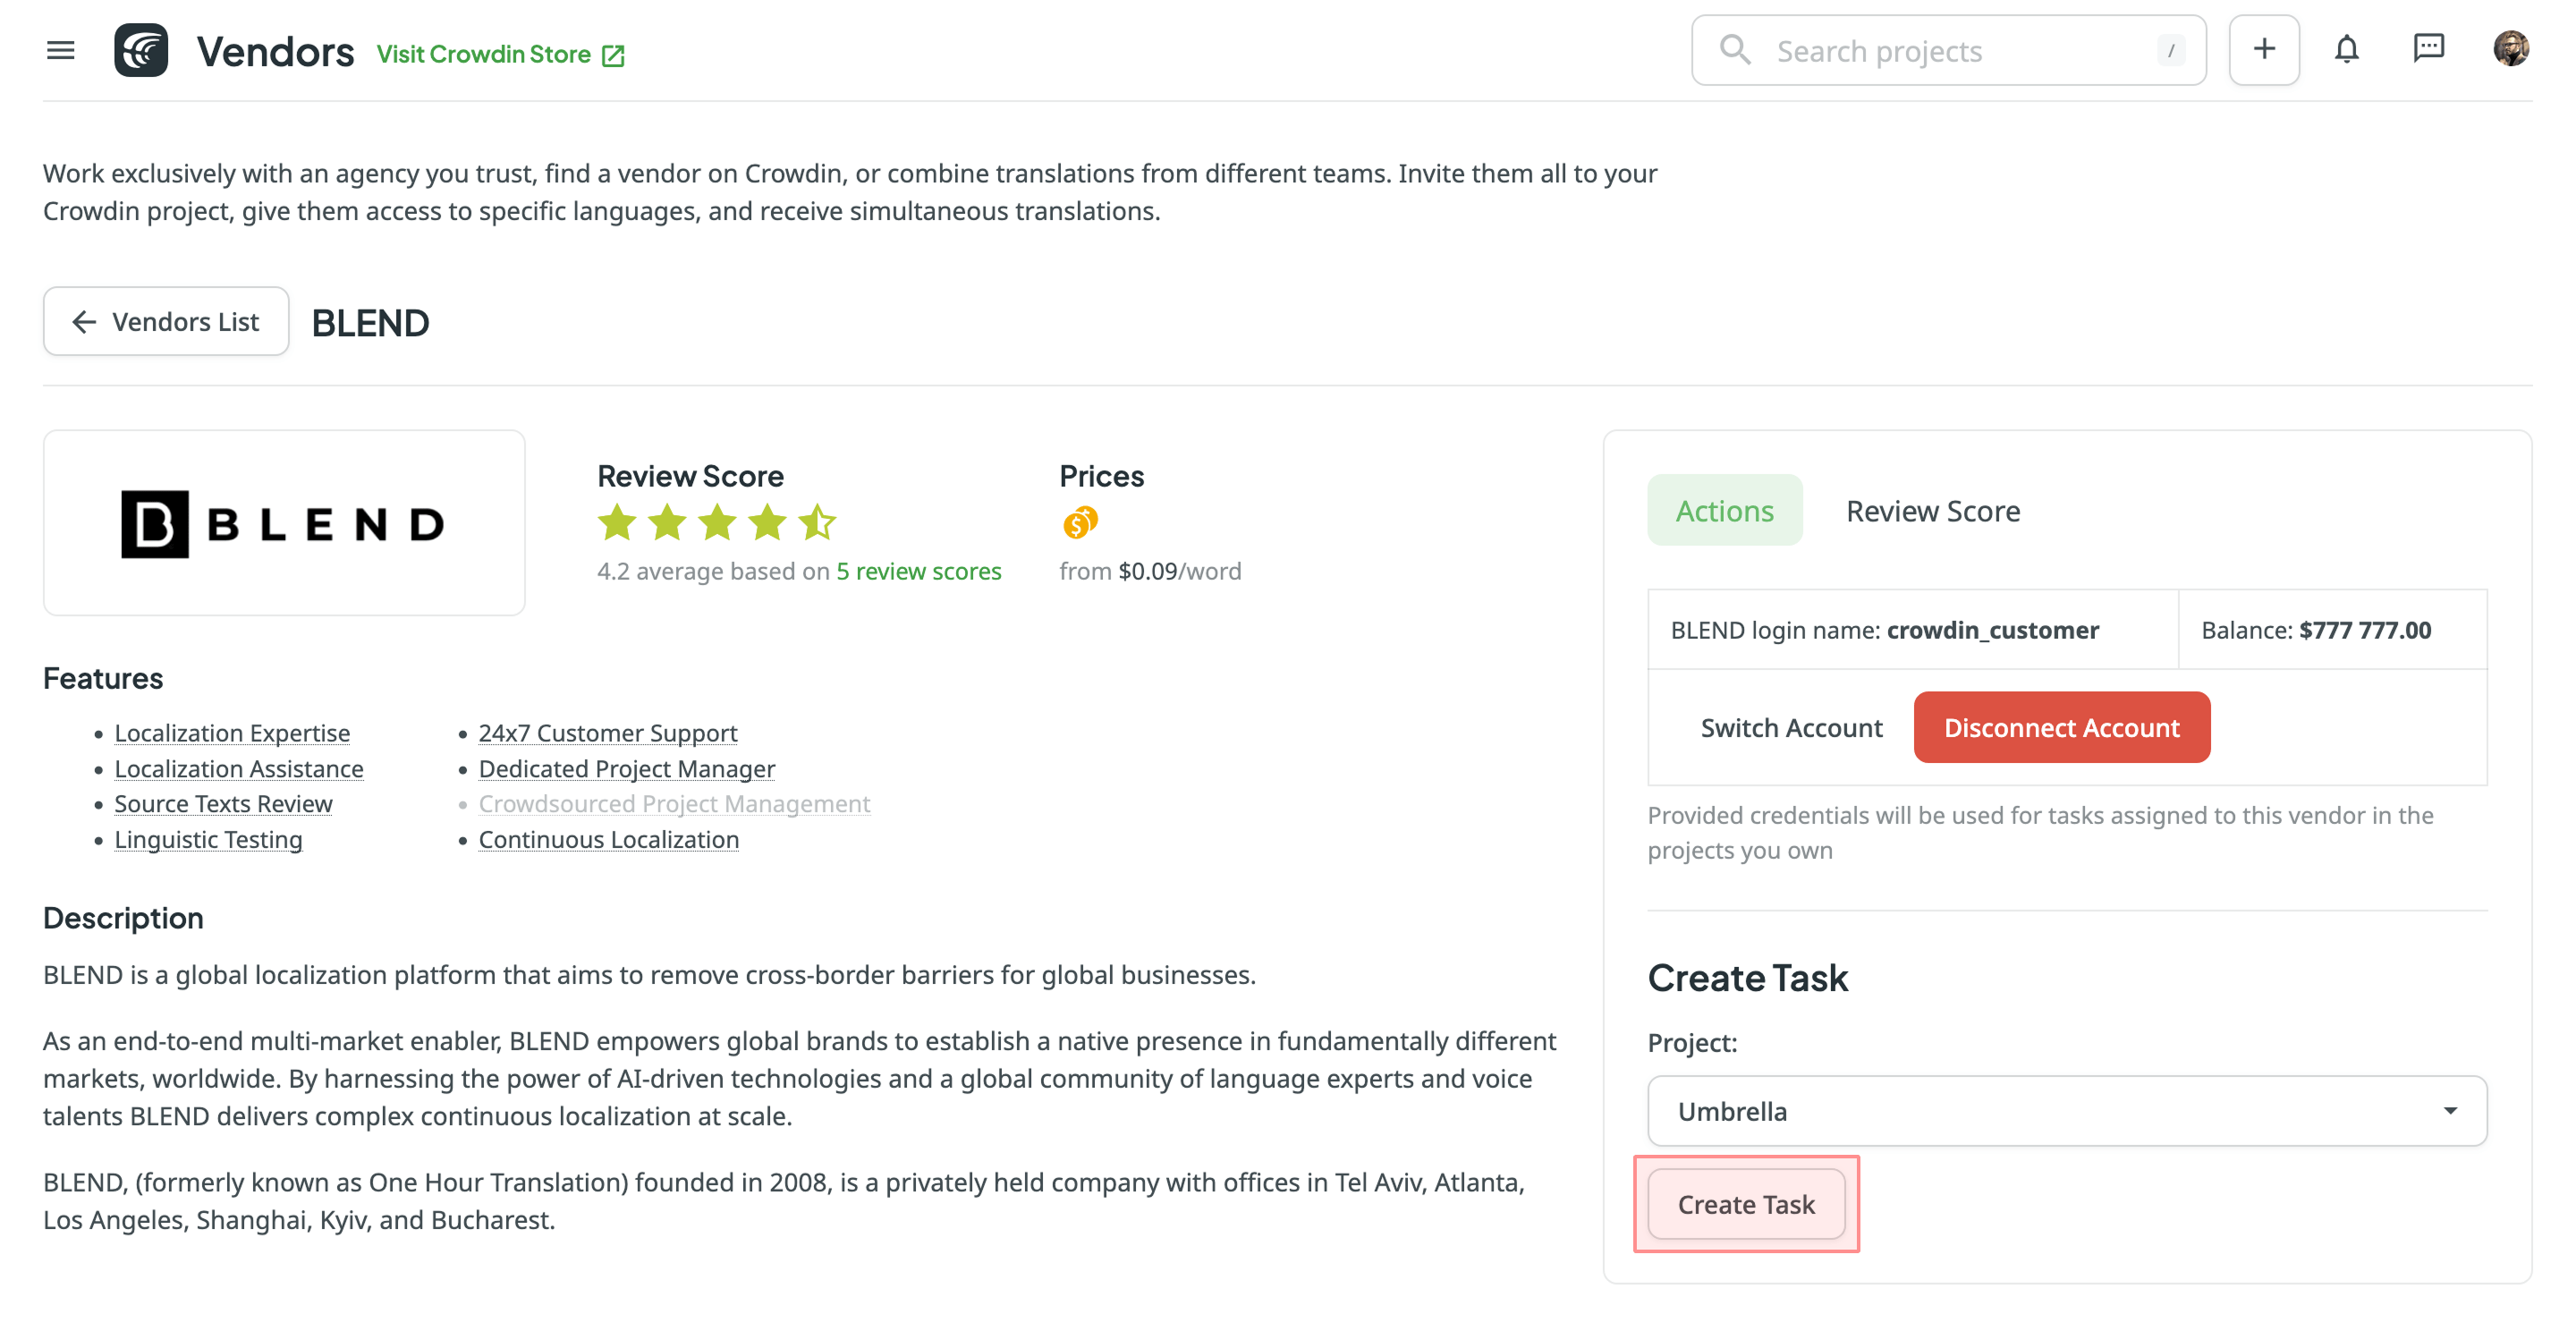 Vendors Visit Crowdin Store
Search projects /
Work exclusively with an agency you trust, find a vendor on Crowdin, or combine translations from different teams. Invite them all to your
Crowdin project, give them access to specific languages, and receive simultaneous translations.
Vendors List BLEND
B BLEND
Review Score
4.2 average based on 5 review scores
Prices
from $0.09/word
Features
Localization Expertise
Localization Assistance
Source Texts Review
Linguistic Testing
24x7 Customer Support
Dedicated Project Manager
Crowdsourced Project Management
Continuous Localization
Description
BLEND is a global localization platform that aims to remove cross-border barriers for global businesses.
As an end-to-end multi-market enabler, BLEND empowers global brands to establish a native presence in fundamentally different
markets, worldwide. By harnessing the power of AI-driven technologies and a global community of language experts and voice
talents BLEND delivers complex continuous localization at scale.
BLEND, (formerly known as One Hour Translation) founded in 2008, is a privately held company with offices in Tel Aviv, Atlanta,
Los Angeles, Shanghai, Kyiv, and Bucharest.
Actions Review Score
BLEND login name: crowdin_customer Balance: $777 777.00
Switch Account Disconnect Account
Provided credentials will be used for tasks assigned to this vendor in the
projects you own
Create Task
Project:
Umbrella
Create Task